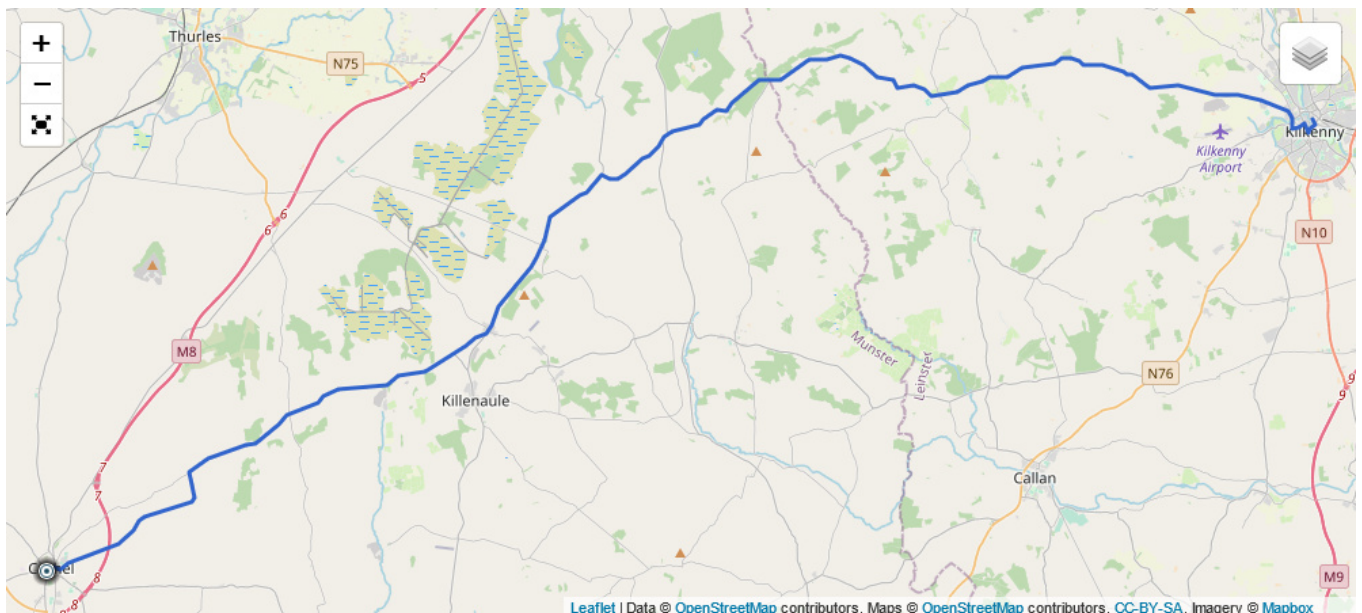 +
−
Thurles
N75
5
6
6
M8
7
7
8
8
Killenaule
Munster
Leinster
Kilkenny
Kilkenny
Airport
N10
N76
9
9
Callan
M9
Leaflet | Data © OpenStreetMap contributors, Maps © OpenStreetMap contributors, CC-BY-SA, Imagery © Mapbox